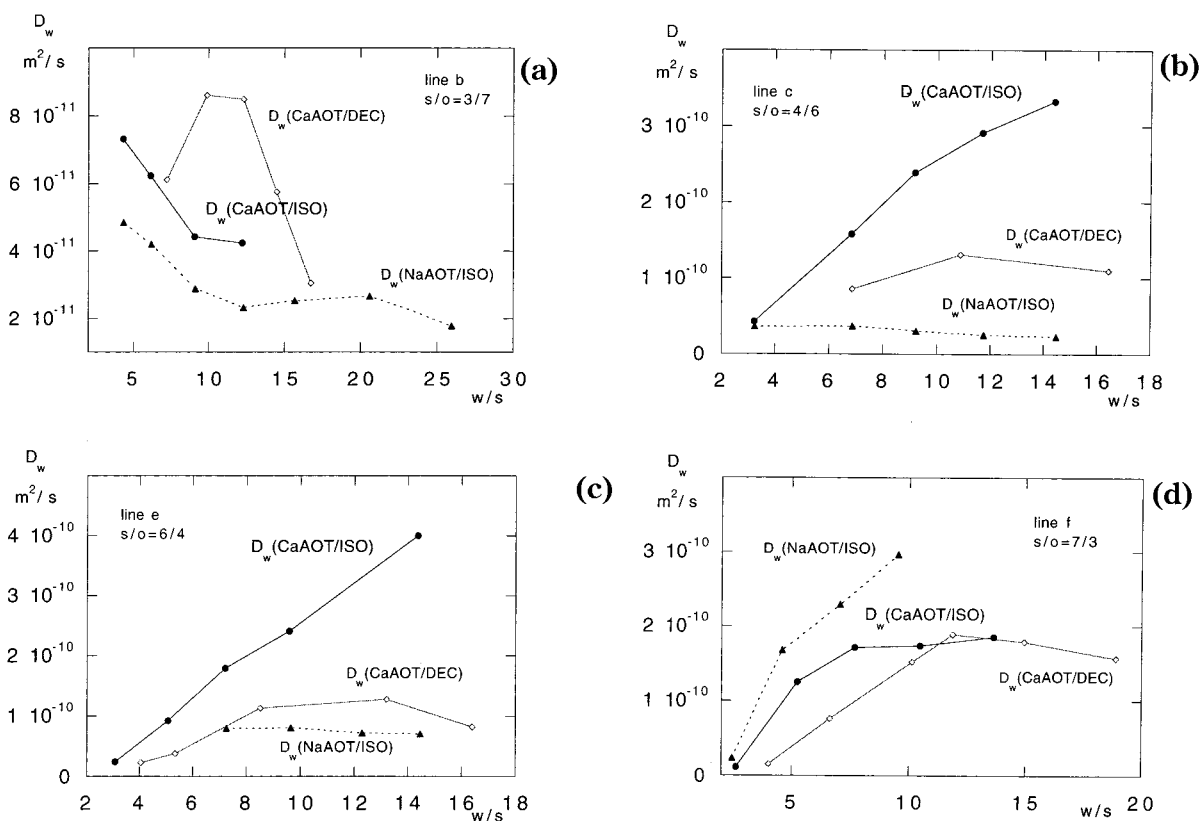 D_w
m²/s
(a)
line b
s/o=3/7
8 10⁻¹¹
6 10⁻¹¹
4 10⁻¹¹
2 10⁻¹¹
D_w(CaAOT/DEC)
D_w(CaAOT/ISO)
D_w(NaAOT/ISO)
5 10 15 20 25 30
w/s
D_w
m²/s
(b)
line c
s/o=4/6
3 10⁻¹⁰
2 10⁻¹⁰
1 10⁻¹⁰
0
D_w(CaAOT/ISO)
D_w(CaAOT/DEC)
D_w(NaAOT/ISO)
2 4 6 8 10 12 14 16 18
w/s
D_w
m²/s
(c)
line e
s/o=6/4
4 10⁻¹⁰
3 10⁻¹⁰
2 10⁻¹⁰
1 10⁻¹⁰
0
D_w(CaAOT/ISO)
D_w(CaAOT/DEC)
D_w(NaAOT/ISO)
2 4 6 8 10 12 14 16 18
w/s
D_w
m²/s
(d)
line f
s/o=7/3
3 10⁻¹⁰
2 10⁻¹⁰
1 10⁻¹⁰
0
D_w(NaAOT/ISO)
D_w(CaAOT/ISO)
D_w(CaAOT/DEC)
5 10 15 20
w/s